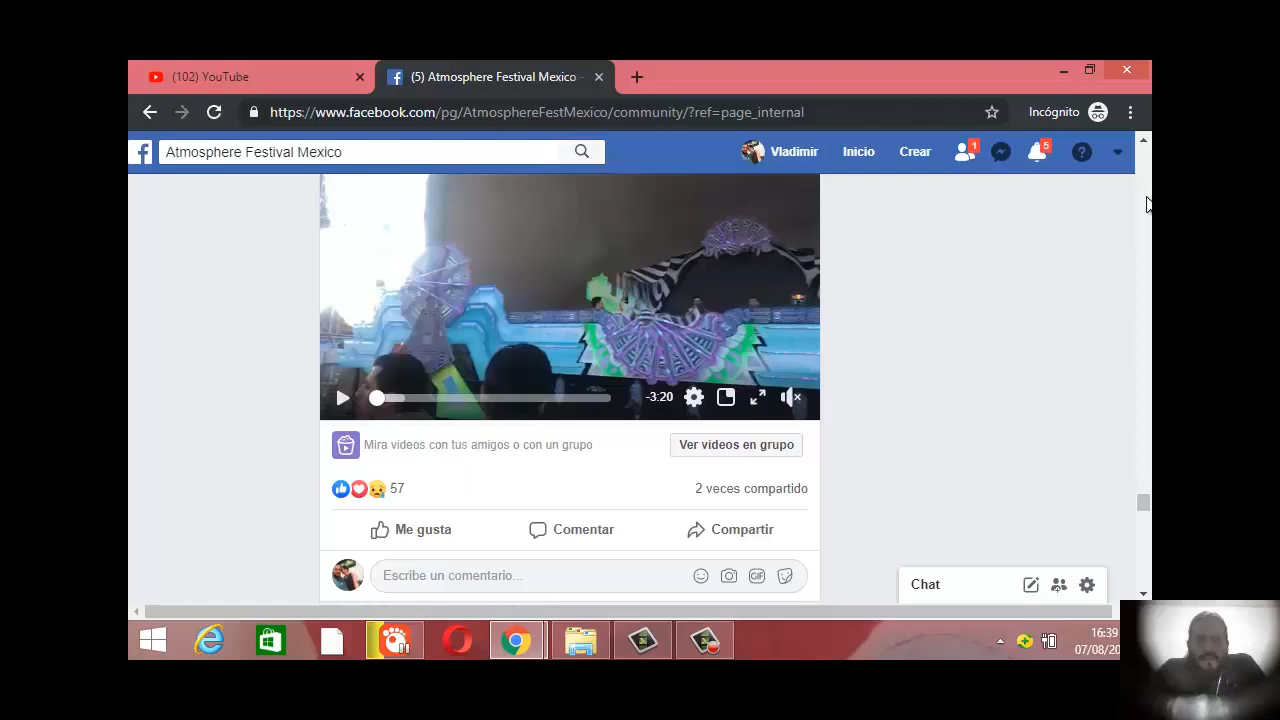 (102) YouTube
(5) Atmosphere Festival Mexico -
https://www.facebook.com/pg/AtmosphereFestMexico/community/?ref=page_internal
Incógnito
Atmosphere Festival Mexico
Vladimir
Inicio
Crear
1
5
-3:20
Mira videos con tus amigos o con un grupo
Ver videos en grupo
57
2 veces compartido
Me gusta
Comentar
Compartir
Escribe un comentario...
GIF
Chat
16:39
07/08/20